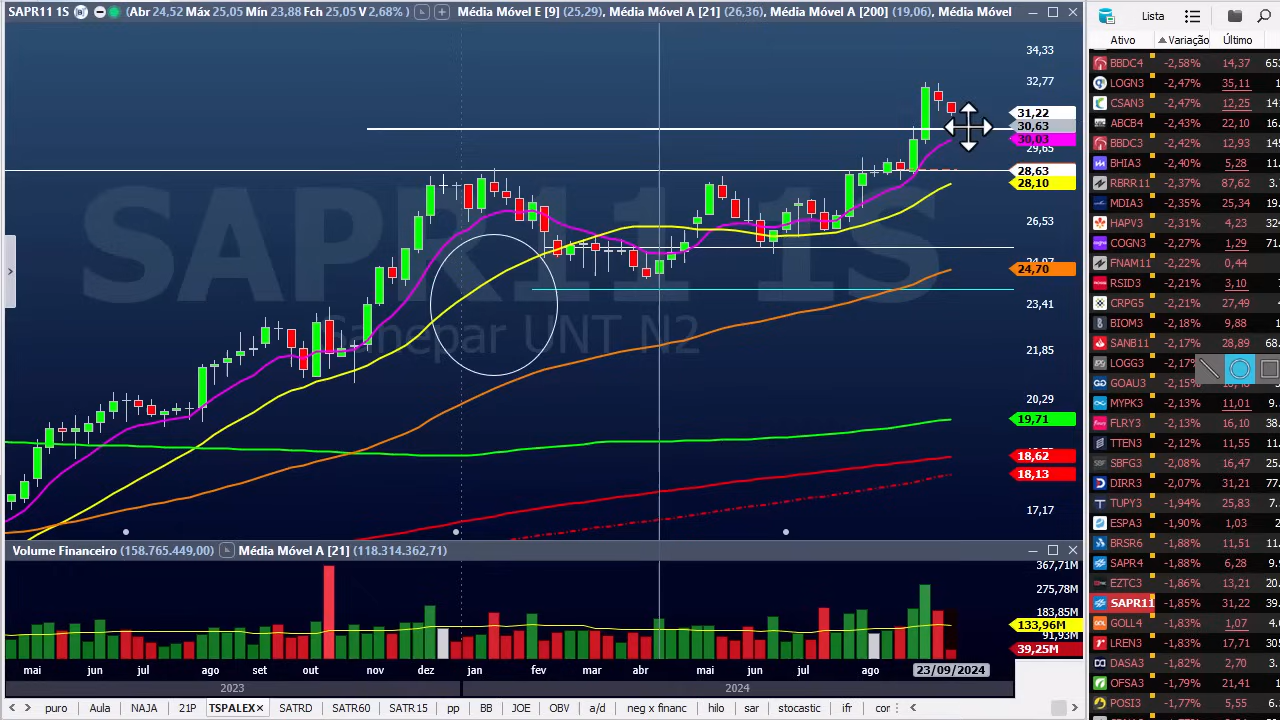 SAPR11 1S (Abr 24,52 Máx 25,05 Mín 23,88 Fch 25,05 V 2,68%) Média Móvel E [9] (25,29), Média Móvel A [21] (26,36), Média Móvel A [200] (19,06), Média Móvel
SAPR11 1S
Sanepar UNT N2
34,33
32,77
31,22
30,63
30,03
29,65
28,63
28,10
26,53
24,70
23,41
21,85
20,29
19,71
18,62
18,13
17,17
Volume Financeiro (158.765.449,00) Média Móvel A [21] (118.314.362,71)
367,71M
275,78M
183,85M
133,96M
91,93M
39,25M
mai jun jul ago set out nov dez jan fev mar abr mai jun jul ago 23/09/2024
2023 2024
puro Aula NAJA 21P TSPALEX× SATRD SATR60 SATR15 pp JOE OBV a/d neg x financ hilo sar stocastic ifr
Lista
Ativo Variação Último
BBDC4 -2,58% 14,37
LOGN3 -2,47% 35,11
CSAN3 -2,47% 12,25
ABCB4 -2,43% 22,10
BBDC3 -2,42% 12,93
BHIA3 -2,40% 5,28
RBRR11 -2,37% 87,62
MDIA3 -2,35% 25,34
HAPV3 -2,31% 4,23
COGN3 -2,27% 1,29
FNAM11 -2,22% 0,44
RSID3 -2,21% 3,10
CRPG5 -2,21% 27,49
BIOM3 -2,18% 9,88
SANB11 -2,17% 28,89
LOGG3 -2,17%
GOAU3 -2,15%
MYPK3 -2,13% 11,01
FLRY3 -2,13% 16,10
TTEN3 -2,12% 11,55
SBFG3 -2,08% 16,47
DIRR3 -2,07% 31,21
TUPY3 -1,94% 25,83
ESPA3 -1,90% 1,03
BRSR6 -1,88% 11,51
SAPR4 -1,88% 6,28
EZTC3 -1,86% 13,21
SAPR11 -1,85% 31,22
GOLL4 -1,83% 1,07
LREN3 -1,83% 17,71
DASA3 -1,82% 2,70
OFSA3 -1,79% 21,41
POSI3 -1,77% 5,55